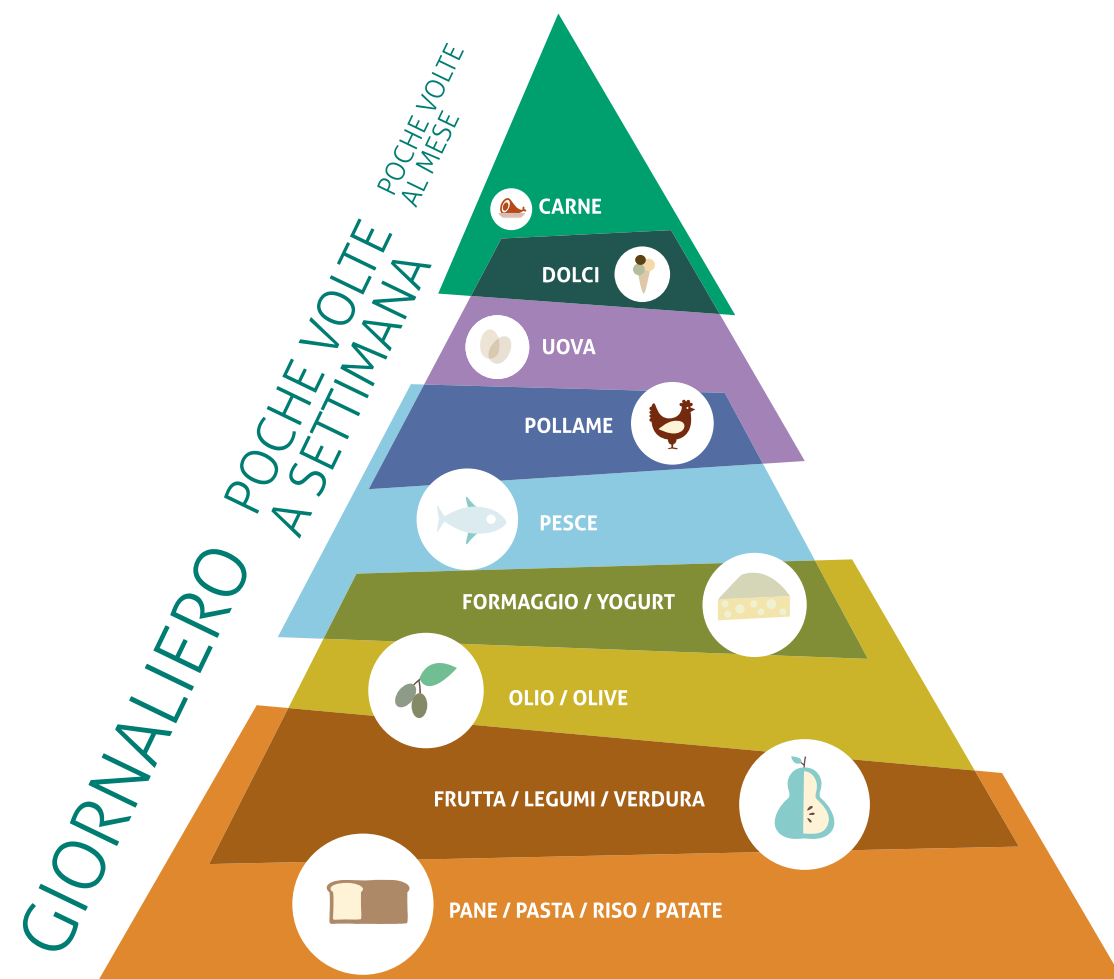 POCHE VOLTE
AL MESE
CARNE
DOLCI
POCHE VOLTE
A SETTIMANA
UOVA
POLLAME
PESCE
GIORNALIERO
FORMAGGIO / YOGURT
OLIO / OLIVE
FRUTTA / LEGUMI / VERDURA
PANE / PASTA / RISO / PATATE